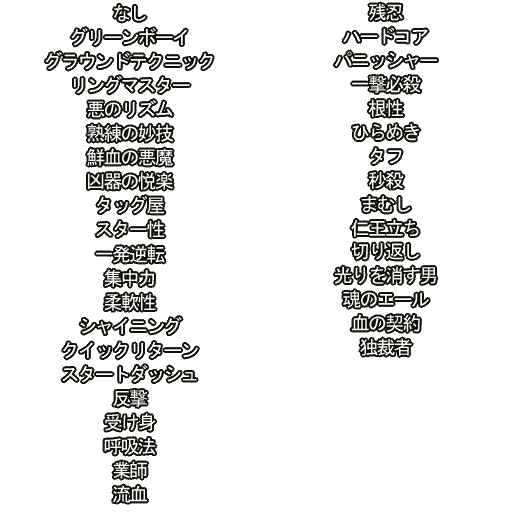 なし
グリーンボーイ
グラウンドテクニック
リングマスター
悪のリズム
熟練の妙技
鮮血の悪魔
凶器の悦楽
タッグ屋
スター性
一発逆転
集中力
柔軟性
シャイニング
クイックリターン
スタートダッシュ
反撃
受け身
呼吸法
業師
流血
残忍
ハードコア
パニッシャー
一撃必殺
根性
ひらめき
タフ
秒殺
まむし
仁王立ち
切り返し
光りを消す男
魂のエール
血の契約
独裁者